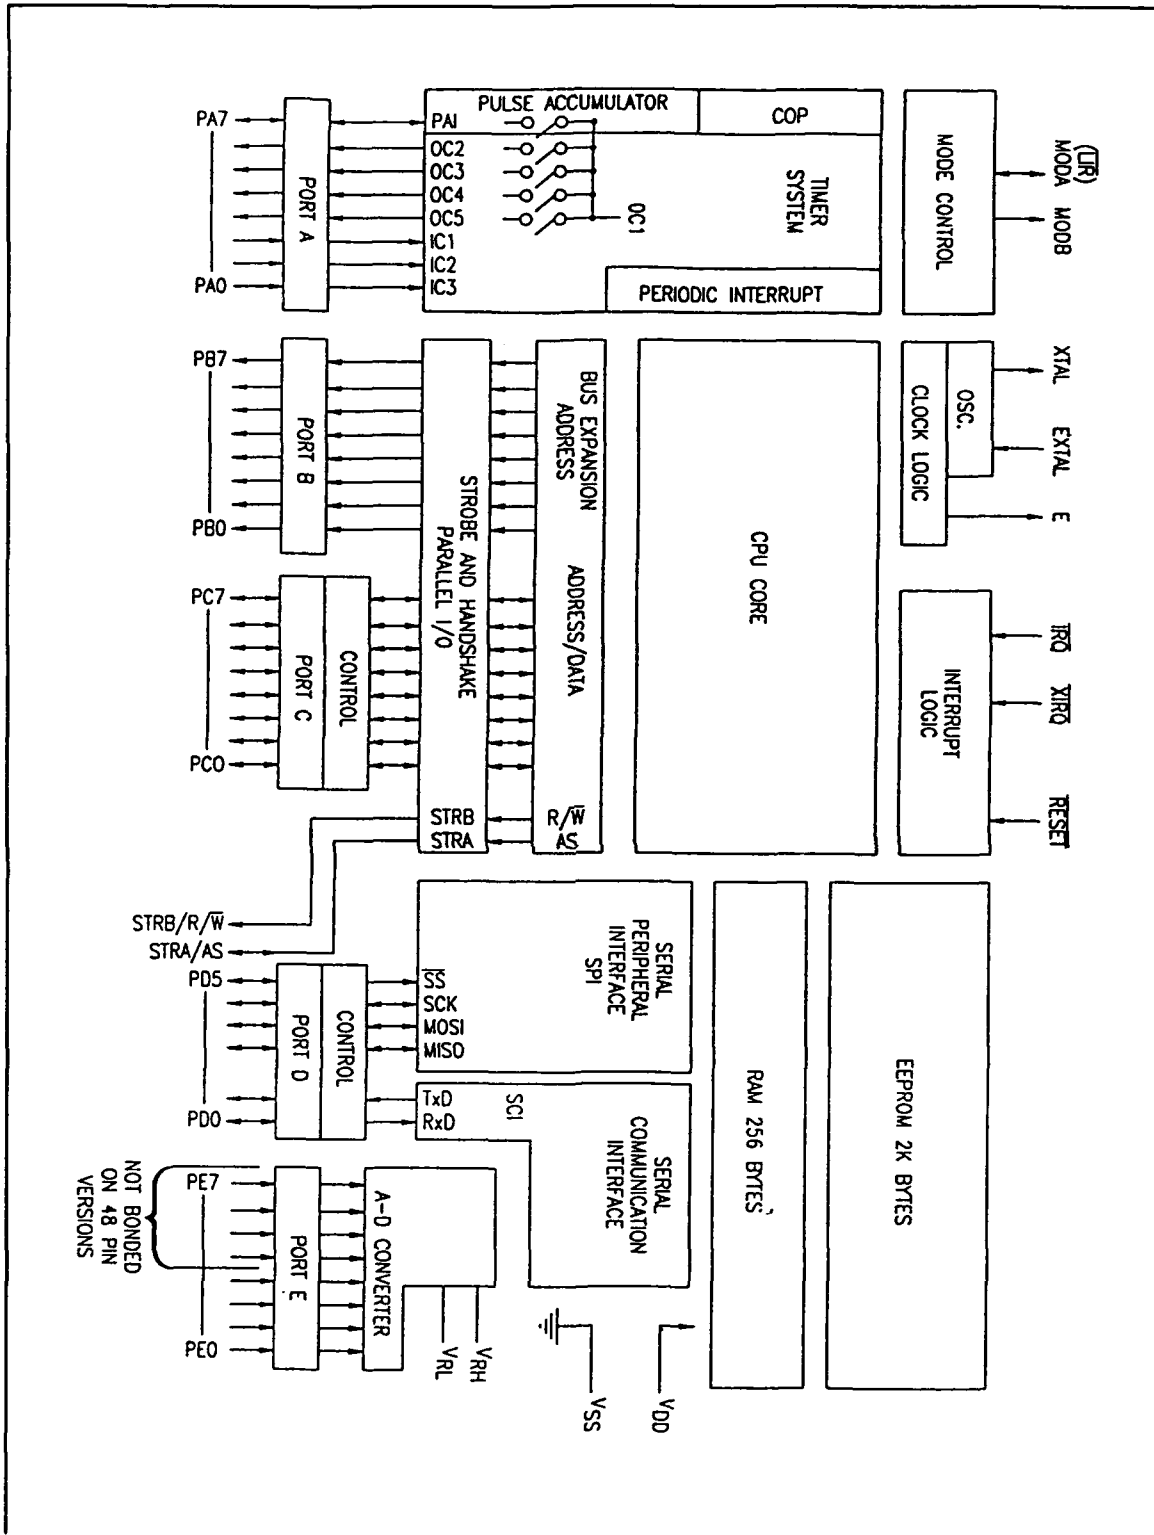 PULSE ACCUMULATOR
COP
PA7
PAI
OC2
OC3
OC4
OC5
IC1
IC2
IC3
PA0
PORT A
OC1
TIMER
SYSTEM
PERIODIC INTERRUPT
MODE CONTROL
(LIR)
MODA
MODB
PB7
PB0
PORT B
BUS EXPANSION
ADDRESS
STROBE AND HANDSHAKE
PARALLEL I/O
ADDRESS/DATA
CPU CORE
OSC.
CLOCK LOGIC
XTAL
EXTAL
E
PC7
PC0
PORT C
CONTROL
INTERRUPT
LOGIC
IRQ
XIRQ
RESET
STRB
STRA
R/W
AS
STRB/R/W
STRA/AS
PD5
PD0
PORT D
CONTROL
SS
SCK
MOSI
MISO
SERIAL
PERIPHERAL
INTERFACE
SPI
TxD
RxD
SCI
SERIAL
COMMUNICATION
INTERFACE
RAM 256 BYTES
EEPROM 2K BYTES
NOT BONDED
ON 48 PIN
VERSIONS
PE7
PE0
PORT E
A-D CONVERTER
VRL
VRH
VSS
VDD